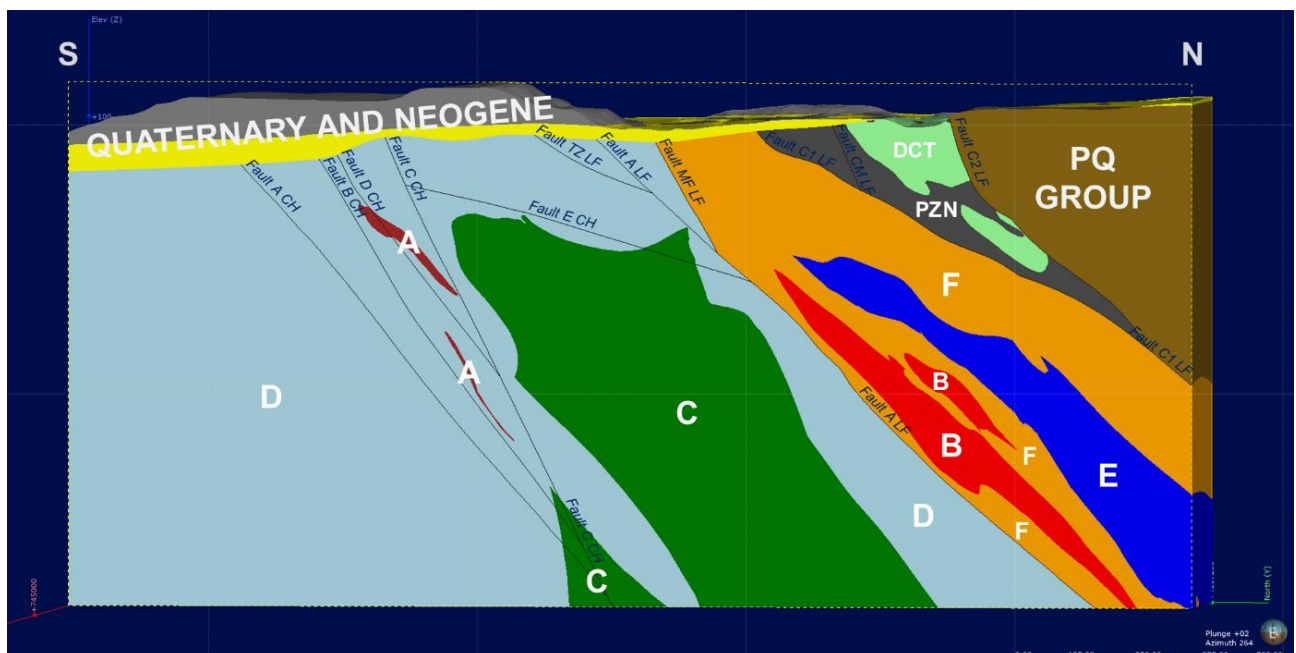 Elev (Z)
S
N
+100
QUATERNARY AND NEOGENE
Fault A CH
Fault B CH
Fault D CH
Fault C CH
Fault TZ LF
Fault A LF
Fault MF LF
Fault C1 LF
Fault CM LF
DCT
Fault C2 LF
PQ
GROUP
PZN
Fault E CH
A
F
A
B
D
C
Fault C1 LF
Fault A LF
B
F
E
D
F
Fault C CH
C
+745000
North (Y)
Plunge +02
Azimuth 264